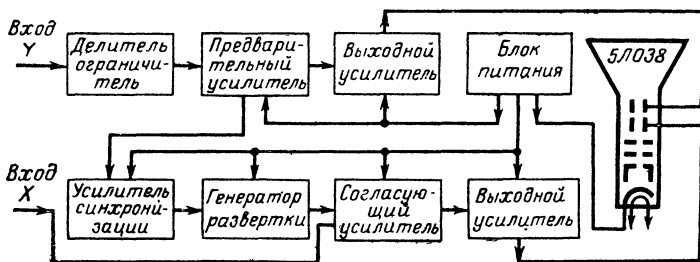 Вход
Y
Делитель
ограничи-
тель
Предвари-
тельный
усилитель
Выходной
усилитель
Блок
питания
5ЛО38
Вход
X
Усилитель
синхрони-
зации
Генератор
развертки
Согласую-
щий
усилитель
Выходной
усилитель